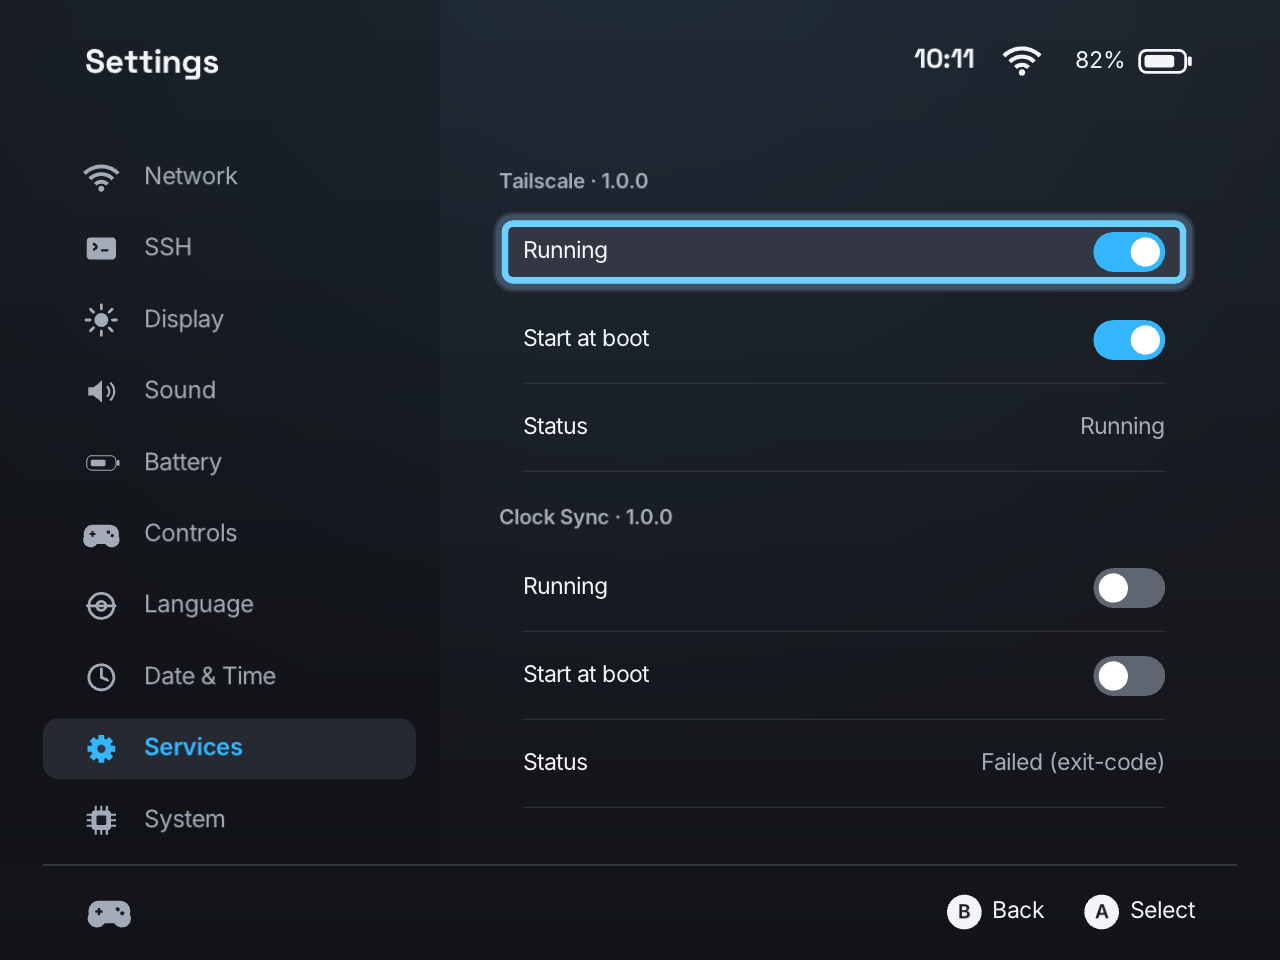 Settings
10:11
82%
Network
SSH
Display
Sound
Battery
Controls
Language
Date & Time
Services
System
Tailscale · 1.0.0
Running
Start at boot
Status Running
Clock Sync · 1.0.0
Running
Start at boot
Status Failed (exit-code)
B Back
A Select